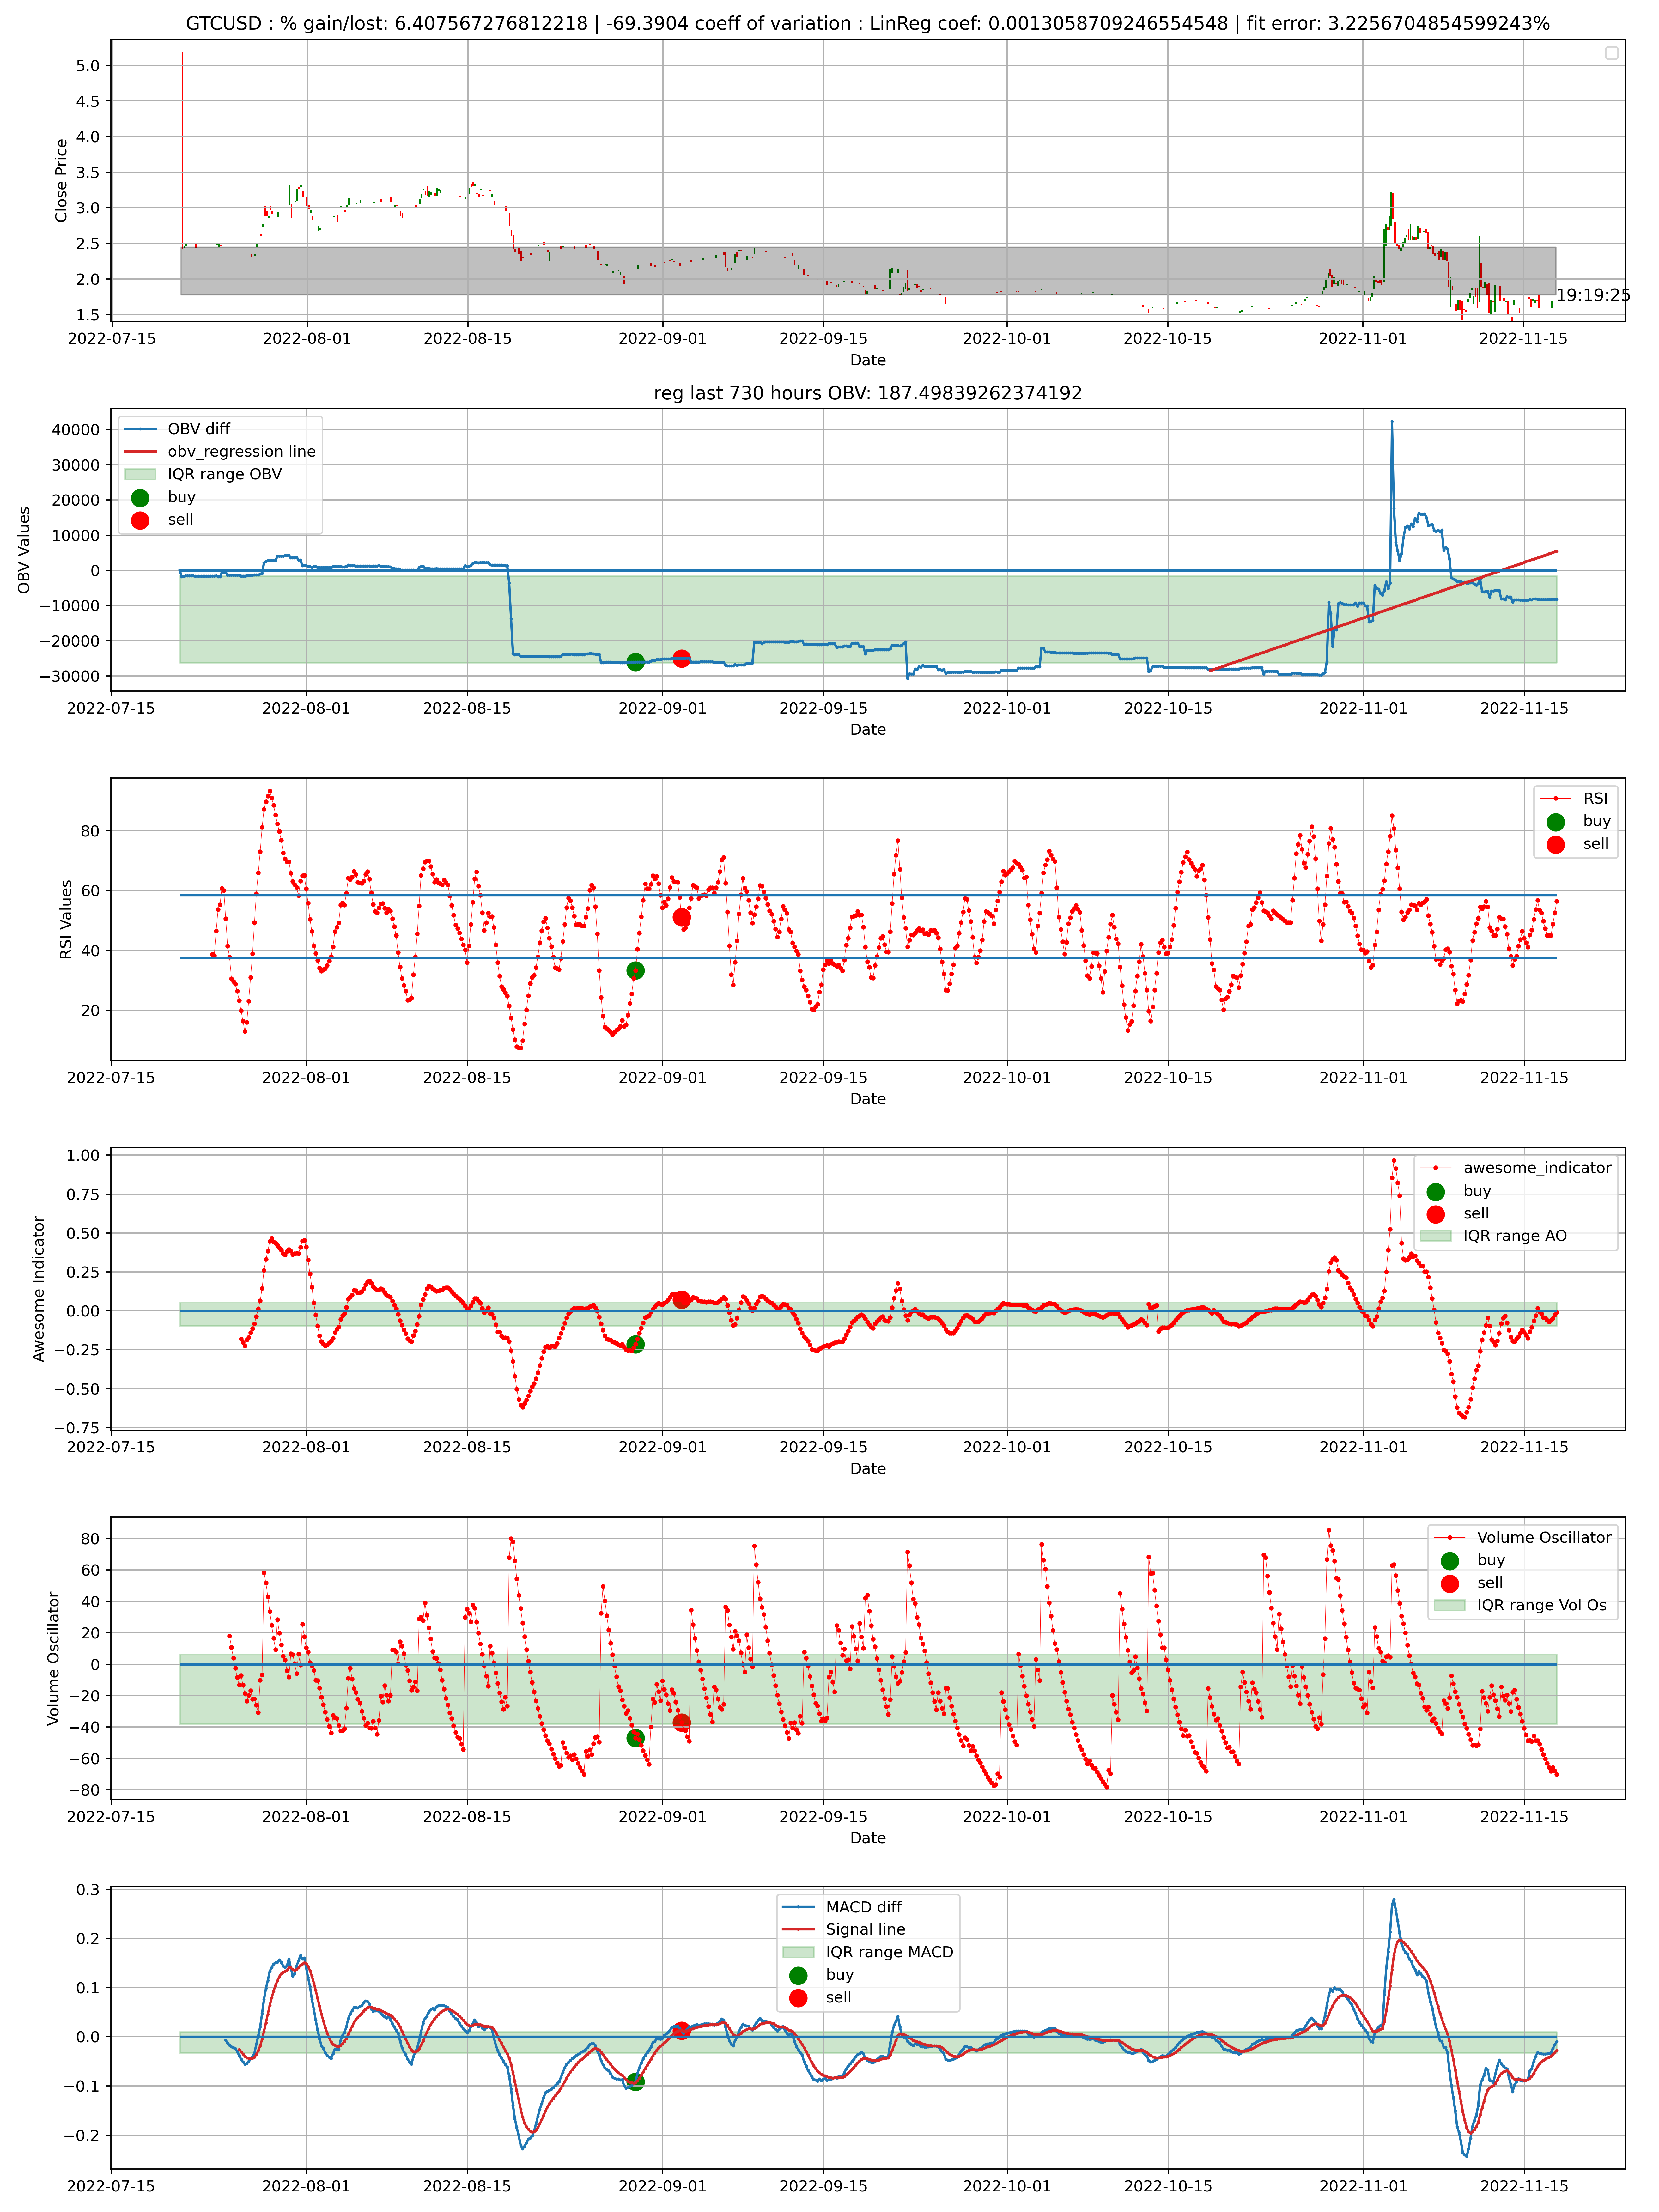 GTCUSD : % gain/lost: 6.407567276812218 | -69.3904 coeff of variation : LinReg coef: 0.0013058709246554548 | fit error: 3.2256704854599243%
Close Price
5.0
4.5
4.0
3.5
3.0
2.5
2.0
1.5
19:19:25
2022-07-15 2022-08-01 2022-08-15 2022-09-01 2022-09-15 2022-10-01 2022-10-15 2022-11-01 2022-11-15
Date
reg last 730 hours OBV: 187.49839262374192
OBV Values
40000
30000
20000
10000
0
−10000
−20000
−30000
OBV diff
obv_regression line
IQR range OBV
buy
sell
2022-07-15 2022-08-01 2022-08-15 2022-09-01 2022-09-15 2022-10-01 2022-10-15 2022-11-01 2022-11-15
Date
RSI Values
80
60
40
20
RSI
buy
sell
2022-07-15 2022-08-01 2022-08-15 2022-09-01 2022-09-15 2022-10-01 2022-10-15 2022-11-01 2022-11-15
Date
Awesome Indicator
1.00
0.75
0.50
0.25
0.00
−0.25
−0.50
−0.75
awesome_indicator
buy
sell
IQR range AO
2022-07-15 2022-08-01 2022-08-15 2022-09-01 2022-09-15 2022-10-01 2022-10-15 2022-11-01 2022-11-15
Date
Volume Oscillator
80
60
40
20
0
−20
−40
−60
−80
Volume Oscillator
buy
sell
IQR range Vol Os
2022-07-15 2022-08-01 2022-08-15 2022-09-01 2022-09-15 2022-10-01 2022-10-15 2022-11-01 2022-11-15
Date
0.3
0.2
0.1
0.0
−0.1
−0.2
MACD diff
Signal line
IQR range MACD
buy
sell
2022-07-15 2022-08-01 2022-08-15 2022-09-01 2022-09-15 2022-10-01 2022-10-15 2022-11-01 2022-11-15